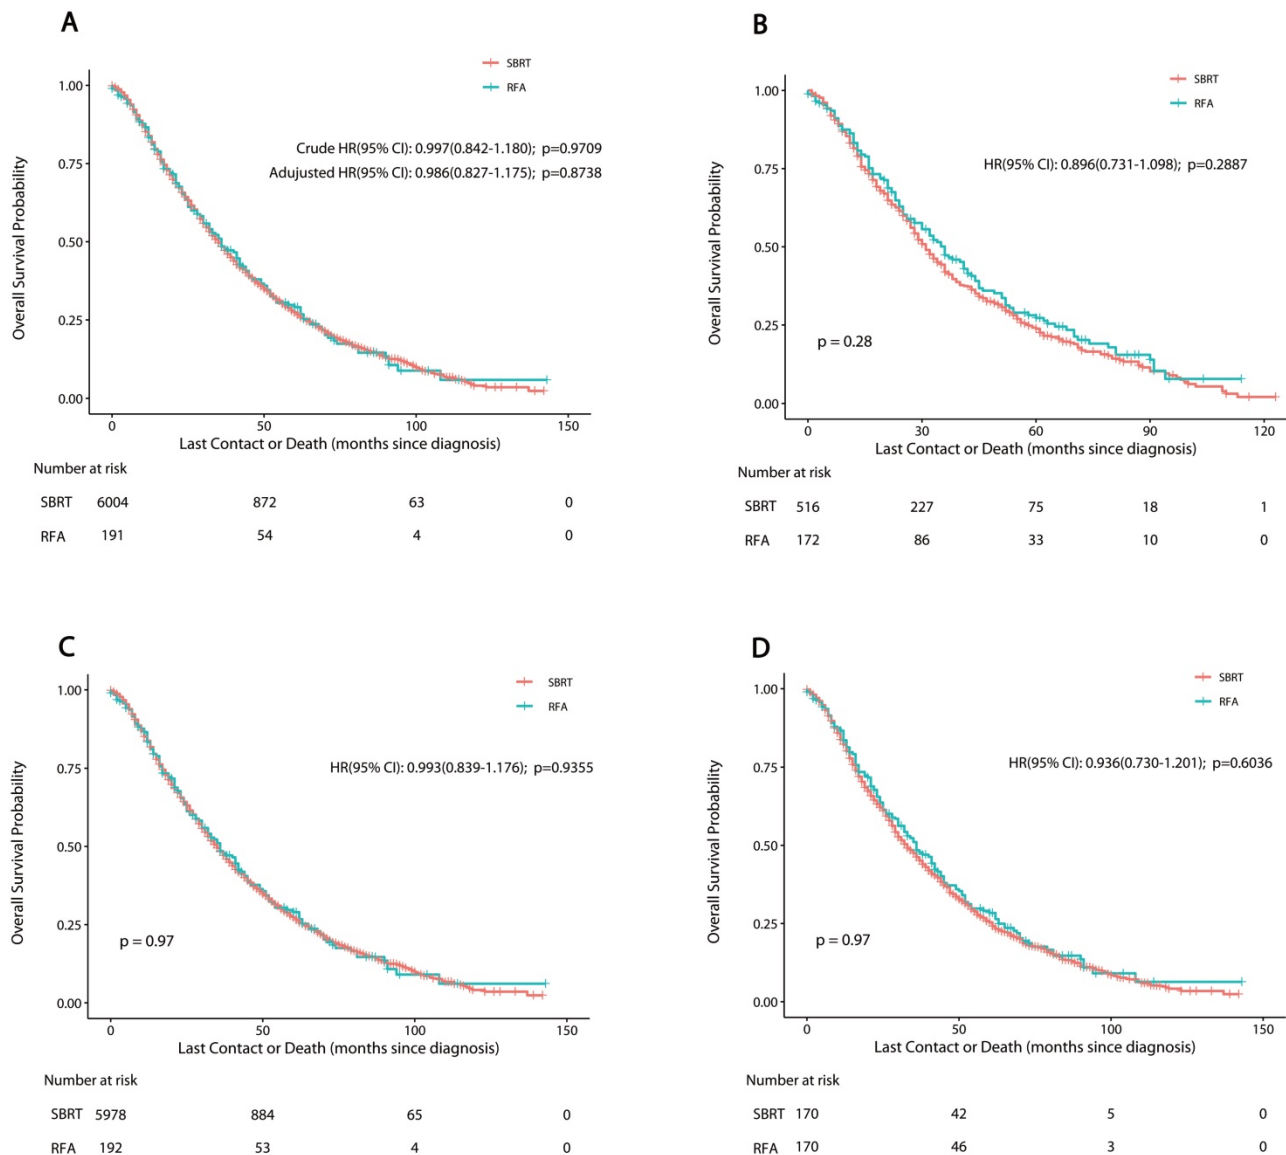 A
SBRT
RFA
Crude HR(95% CI): 0.997(0.842-1.180); p=0.9709
Adujusted HR(95% CI): 0.986(0.827-1.175); p=0.8738
Overall Survival Probability
1.00
0.75
0.50
0.25
0.00
0 50 100 150
Last Contact or Death (months since diagnosis)
Number at risk
SBRT 6004 872 63 0
RFA 191 54 4 0
B
SBRT
RFA
HR(95% CI): 0.896(0.731-1.098); p=0.2887
Overall Survival Probability
1.00
0.75
0.50
0.25
0.00
p = 0.28
0 30 60 90 120
Last Contact or Death (months since diagnosis)
Number at risk
SBRT 516 227 75 18 1
RFA 172 86 33 10 0
C
SBRT
RFA
HR(95% CI): 0.993(0.839-1.176); p=0.9355
Overall Survival Probability
1.00
0.75
0.50
0.25
0.00
p = 0.97
0 50 100 150
Last Contact or Death (months since diagnosis)
Number at risk
SBRT 5978 884 65 0
RFA 192 53 4 0
D
SBRT
RFA
HR(95% CI): 0.936(0.730-1.201); p=0.6036
Overall Survival Probability
1.00
0.75
0.50
0.25
0.00
p = 0.97
0 50 100 150
Last Contact or Death (months since diagnosis)
Number at risk
SBRT 170 42 5 0
RFA 170 46 3 0